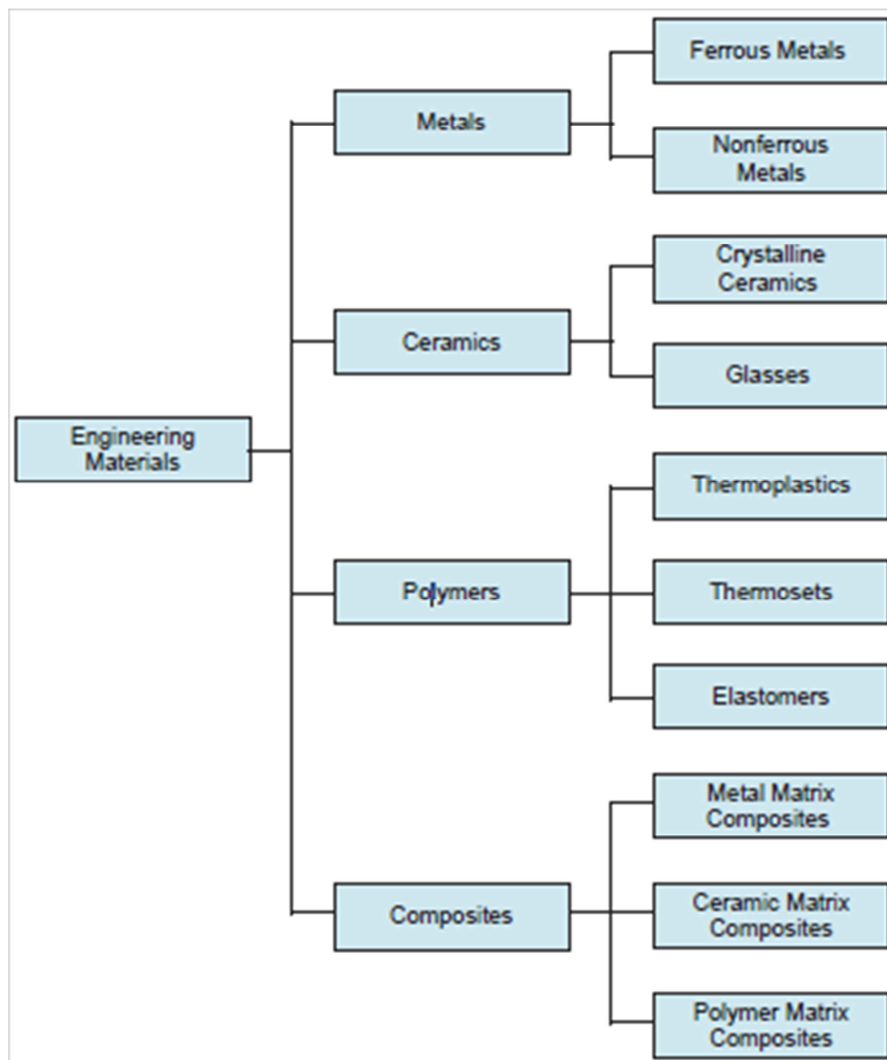 Ferrous Metals
Metals
Nonferrous
Metals
Crystalline
Ceramics
Ceramics
Glasses
Engineering
Materials
Thermoplastics
Polymers
Thermosets
Elastomers
Metal Matrix
Composites
Composites
Ceramic Matrix
Composites
Polymer Matrix
Composites